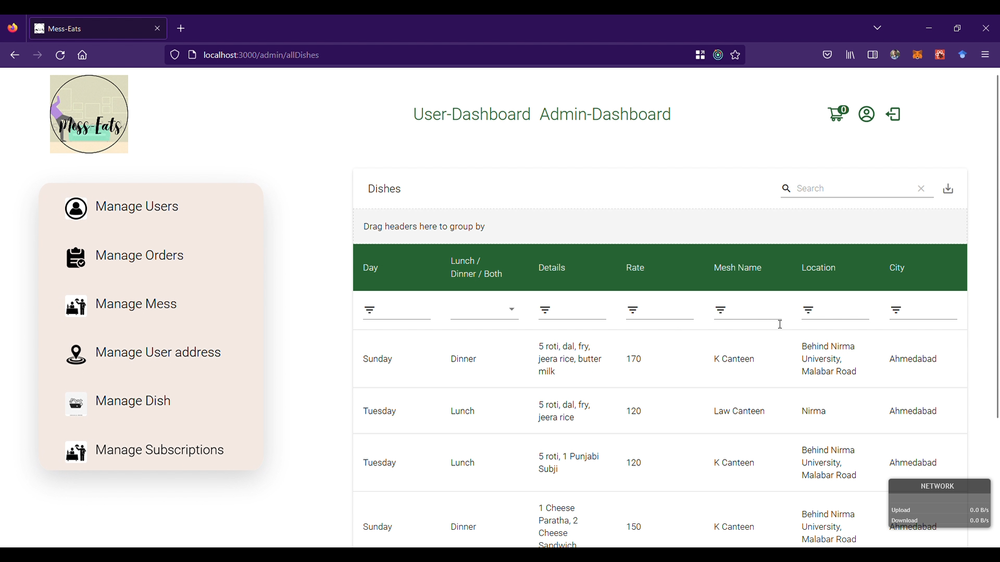 Mess-Eats
localhost:3000/admin/allDishes
Mess-Eats
User-Dashboard Admin-Dashboard
0
Manage Users
Manage Orders
Manage Mess
Manage User address
Manage Dish
Manage Subscriptions
Dishes
Search
Drag headers here to group by
Day
Lunch /
Dinner / Both
Details
Rate
Mesh Name
Location
City
Sunday
Dinner
5 roti, dal, fry,
jeera rice, butter
milk
170
K Canteen
Behind Nirma
University,
Malabar Road
Ahmedabad
Tuesday
Lunch
5 roti, dal, fry,
jeera rice
120
Law Canteen
Nirma
Ahmedabad
Tuesday
Lunch
5 roti, 1 Punjabi
Subji
120
K Canteen
Behind Nirma
University,
Malabar Road
Ahmedabad
Sunday
Dinner
1 Cheese
Paratha, 2
Cheese
Sandwich
150
K Canteen
Behind Nirma
University,
Malabar Road
Ahmedabad
NETWORK
Upload 0.0 B/s
Download 0.0 B/s